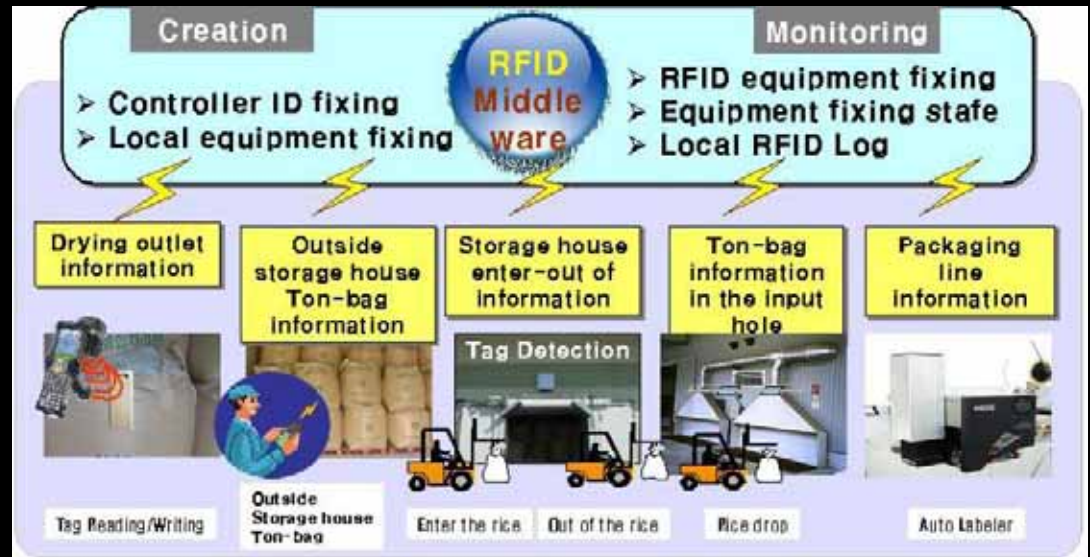 Creation
Monitoring
RFID
Middle
ware
➢ Controller ID fixing
➢ Local equipment fixing
➢ RFID equipment fixing
➢ Equipment fixing stafe
➢ Local RFID Log
Drying outlet
information
Outside
storage house
Ton-bag
information
Storage house
enter-out of
information
Ton-bag
information
in the input
hole
Packaging
line
information
Tag Detection
Tag Reading/Writing
Outside
Storage house
Ton-bag
Enter the rice
Out of the rice
Rice drop
Auto Labeler